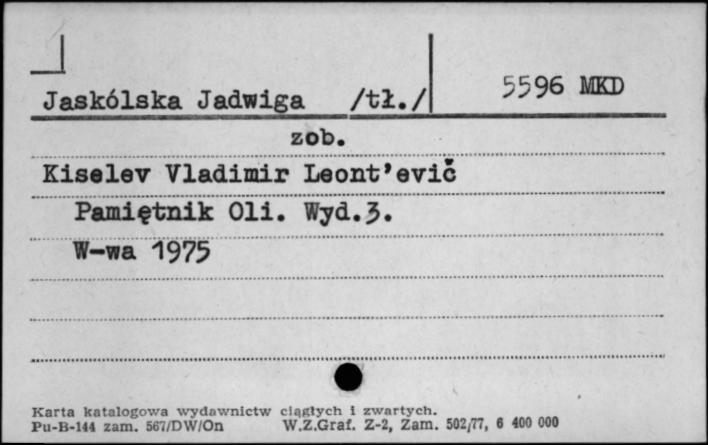 Jaskólska Jadwiga /tł./ 5596 MKD
zob.
Kiselev Vladimir Leont'evič
Pamiętnik Oli. Wyd.3.
W-wa 1975
Karta katalogowa wydawnictw ciągłych i zwartych.
Pu-B-144 zam. 567/DW/On W.Z.Graf. Z-2, Zam. 502/77, 6 400 000